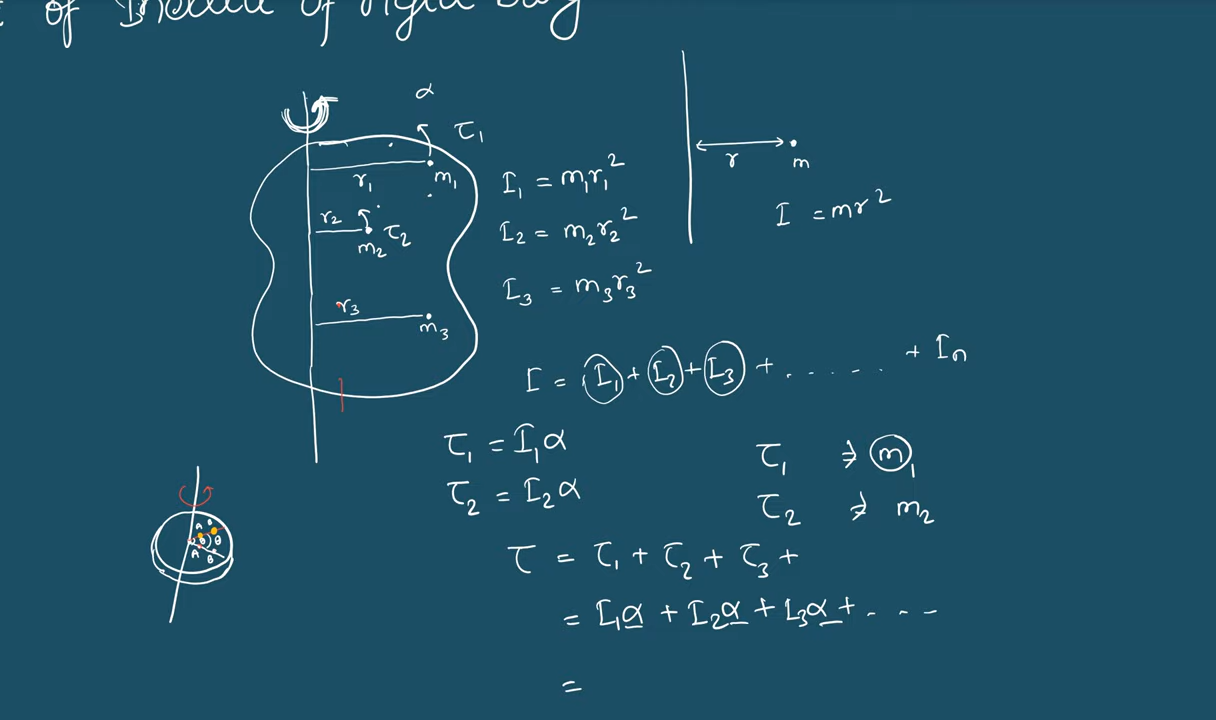 of Inertia of rigid body
α
τ₁
r₁ m₁
r₂ m₂ τ₂
r₃ m₃
I₁ = m₁r₁²
I₂ = m₂r₂²
I₃ = m₃r₃²
r m
I = mr²
I = I₁ + I₂ + I₃ + ...... + Iₙ
τ₁ = I₁α
τ₂ = I₂α
τ₁ ⇒ m₁
τ₂ ⇒ m₂
τ = τ₁ + τ₂ + τ₃ +
= I₁α + I₂α + I₃α + ----
=
A B
θ θ
A B